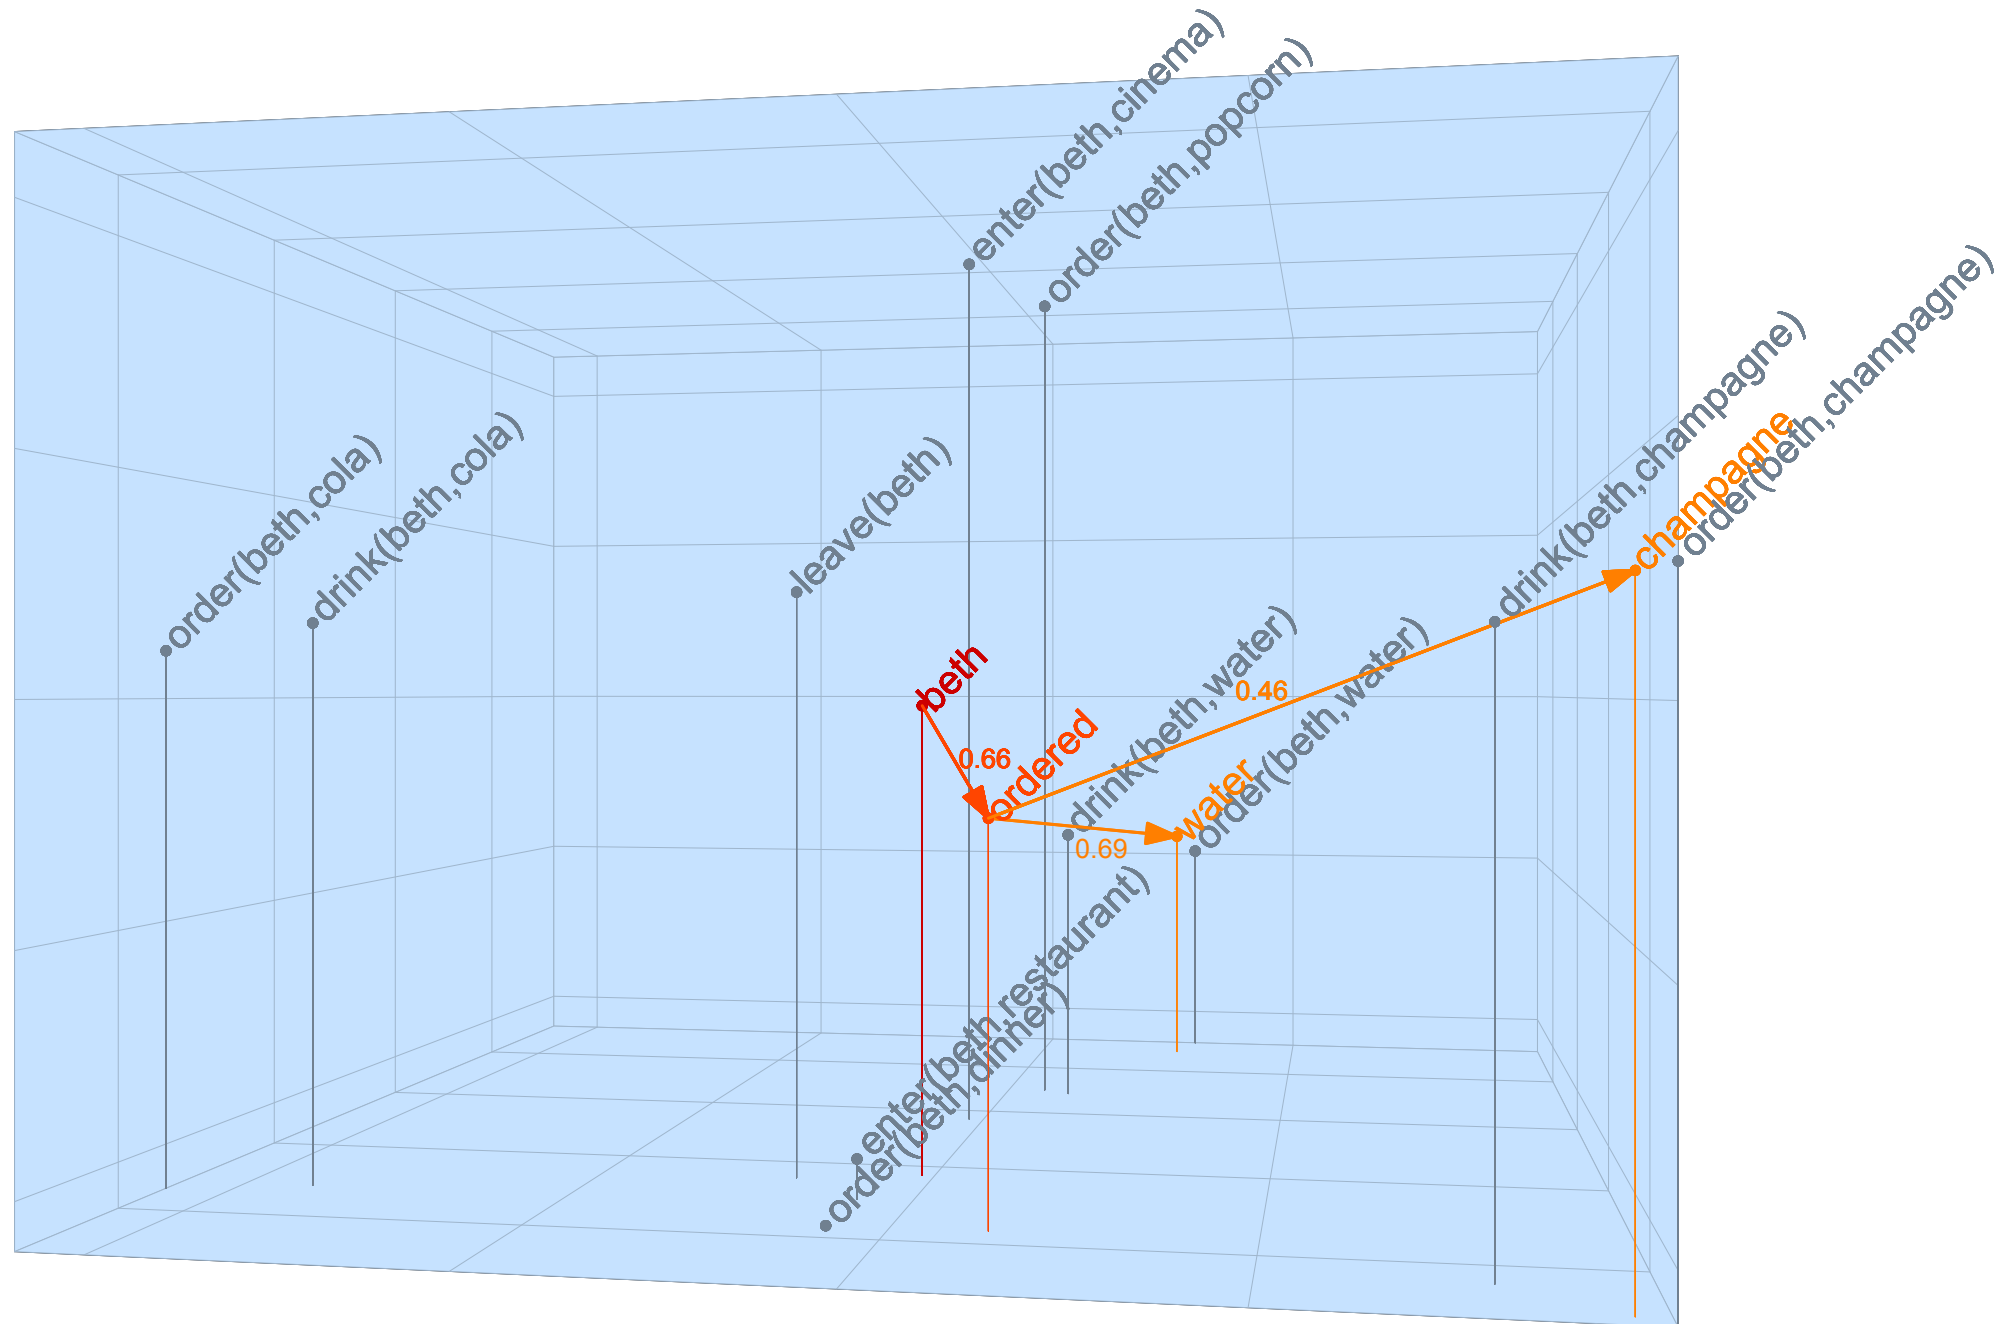 enter(beth,cinema)
order(beth,popcorn)
order(beth,champagne)
drink(beth,champagne)
champagne
order(beth,cola)
drink(beth,cola)
leave(beth)
beth
drink(beth,water)
order(beth,water)
0.46
0.66
ordered
water
0.69
enter(beth,restaurant)
order(beth,dinner)